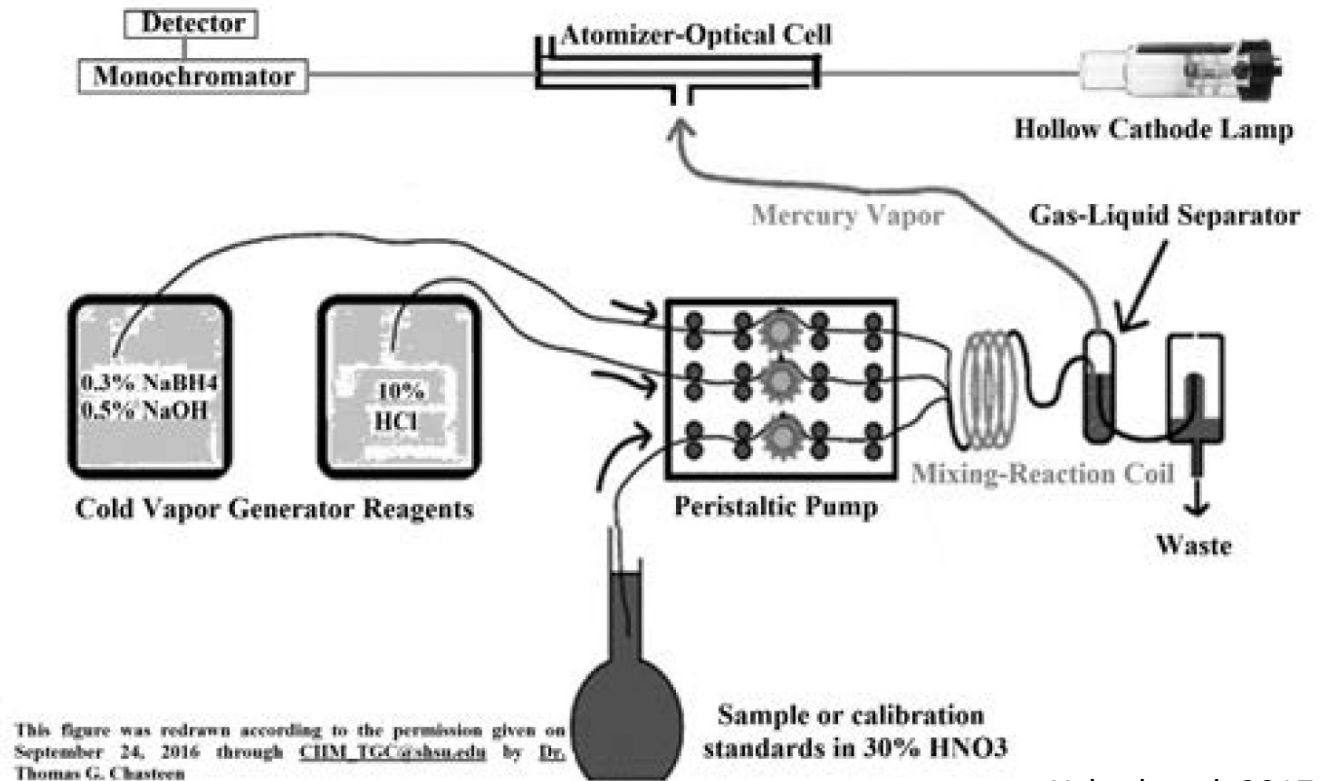 Detector
Monochromator
Atomizer-Optical Cell
Hollow Cathode Lamp
Mercury Vapor
Gas-Liquid Separator
0.3% NaBH4
0.5% NaOH
10%
HCl
Cold Vapor Generator Reagents
Peristaltic Pump
Mixing-Reaction Coil
Waste
Sample or calibration
standards in 30% HNO3
This figure was redrawn according to the permission given on
September 24, 2016 through CHM_TGC@shsu.edu by Dr.
Thomas G. Chasteen